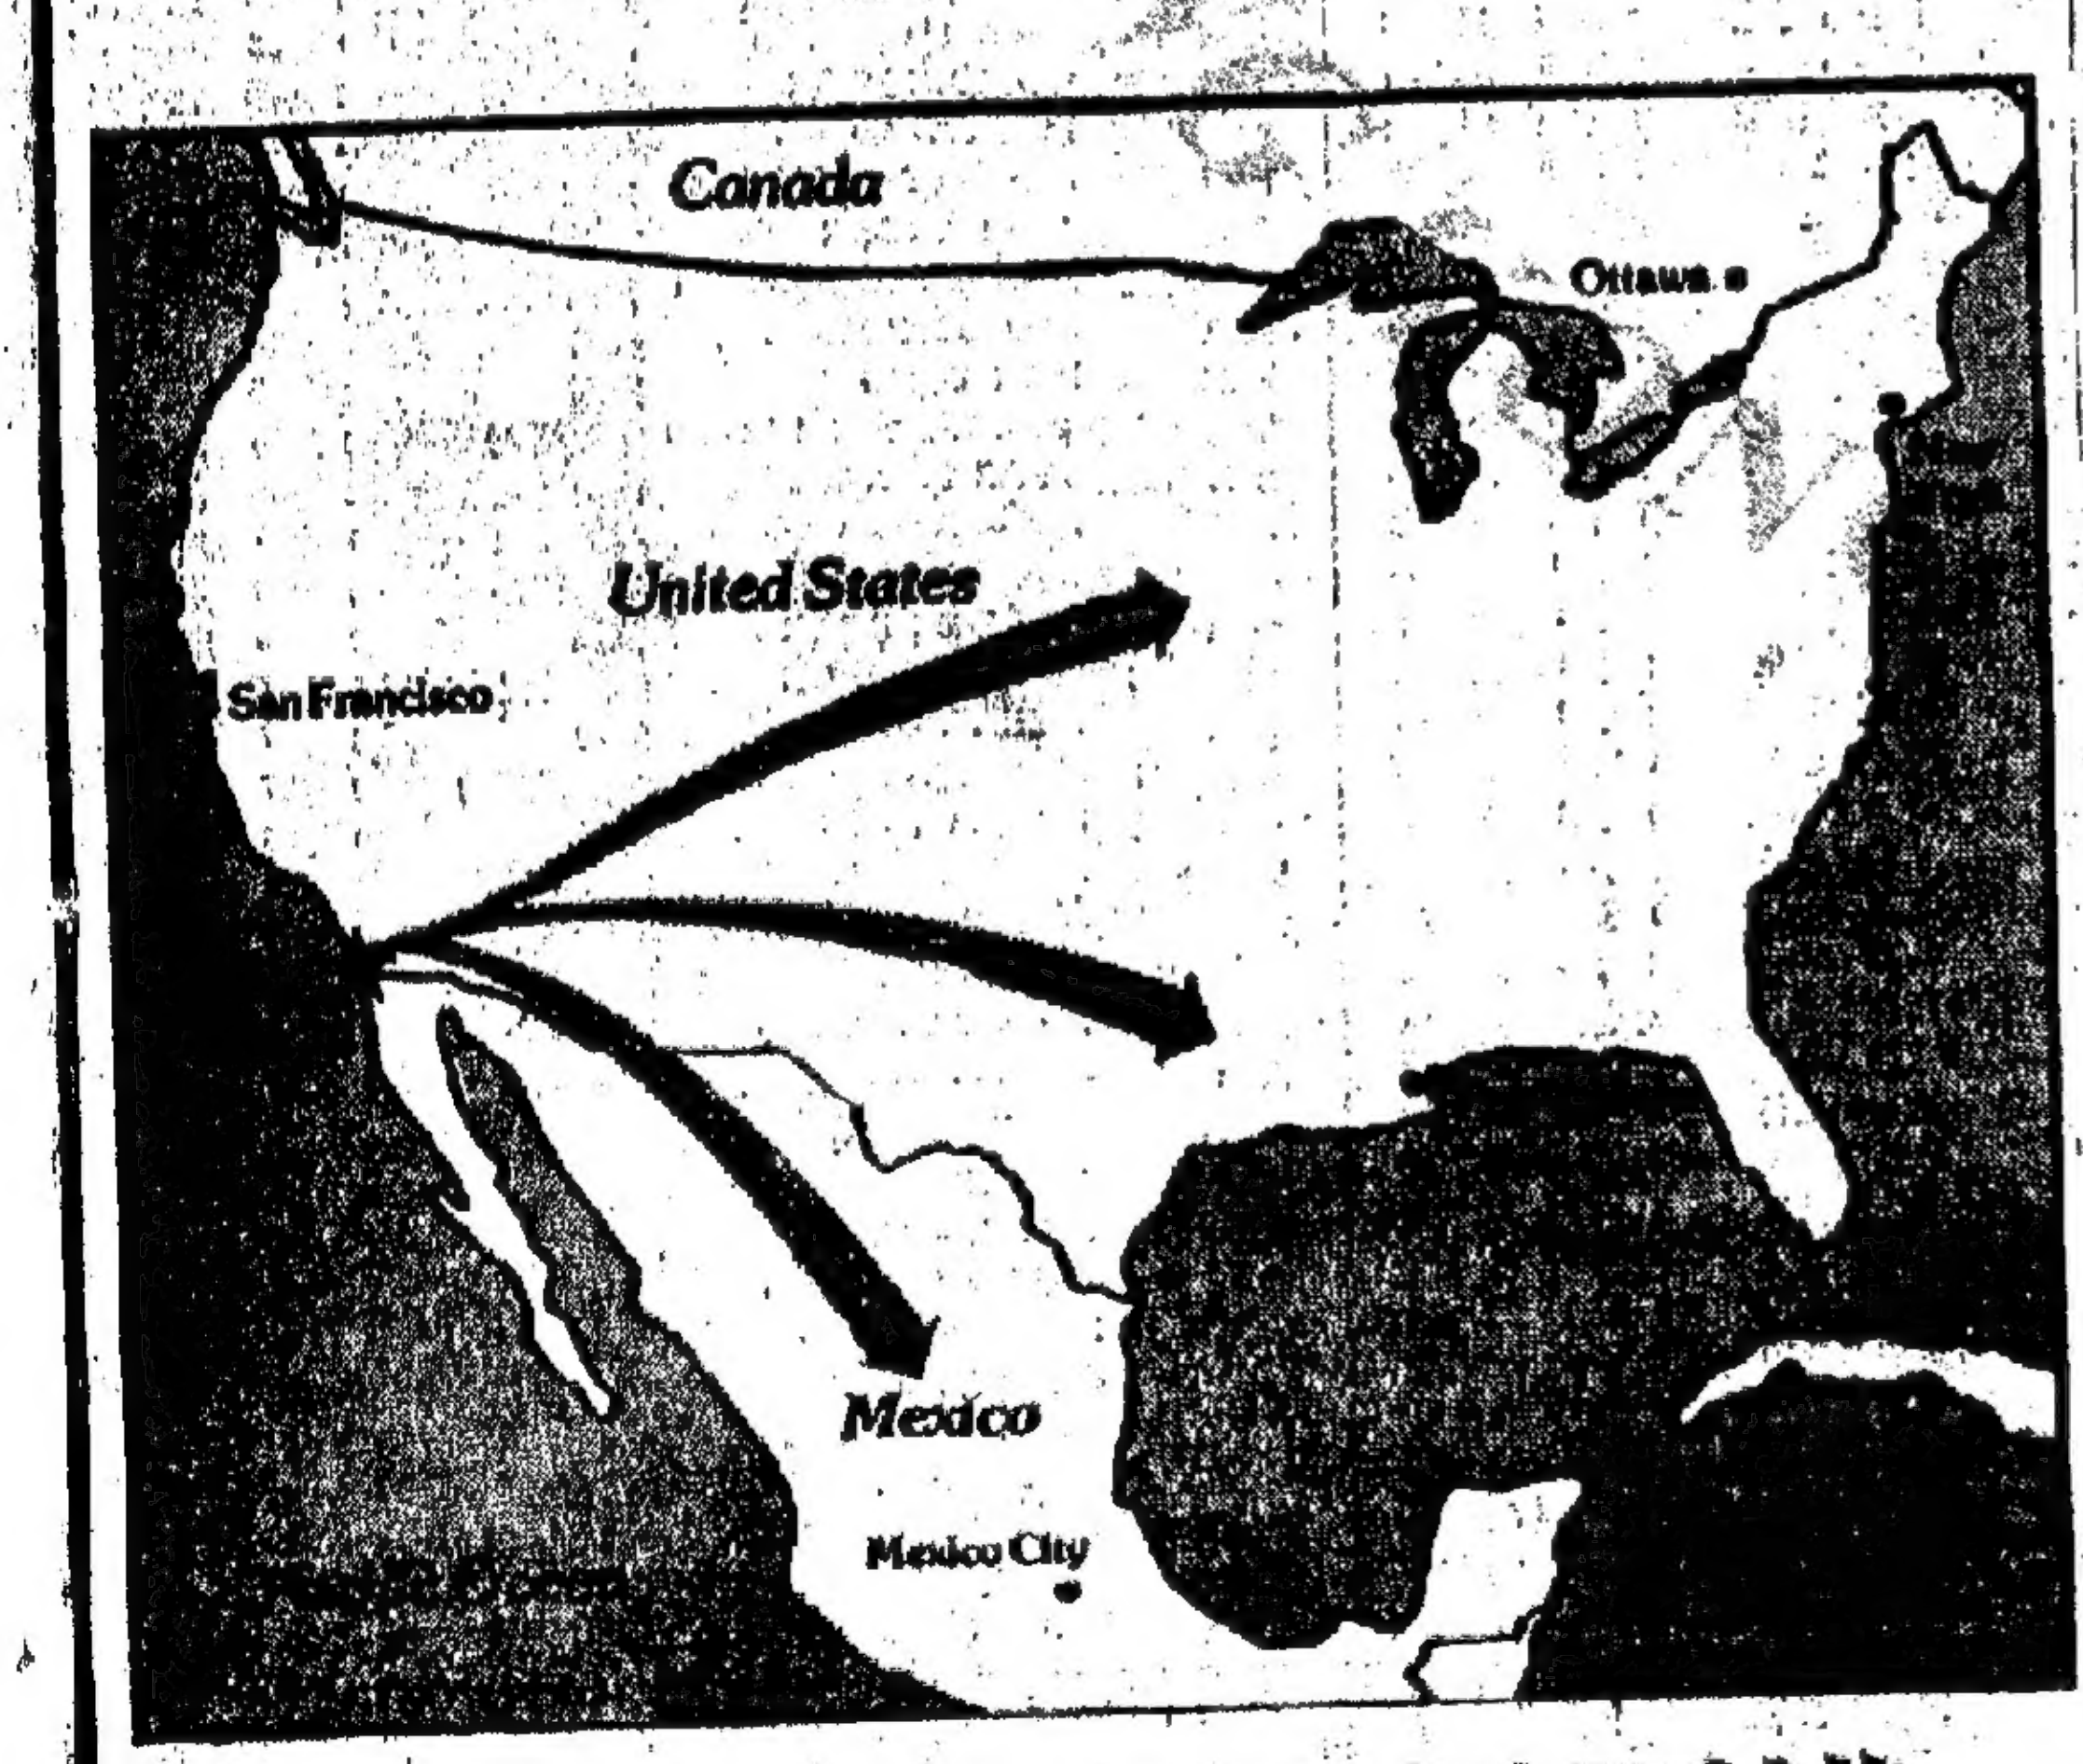 Canada
Ottawa
United States
San Francisco
Mexico
Mexico City